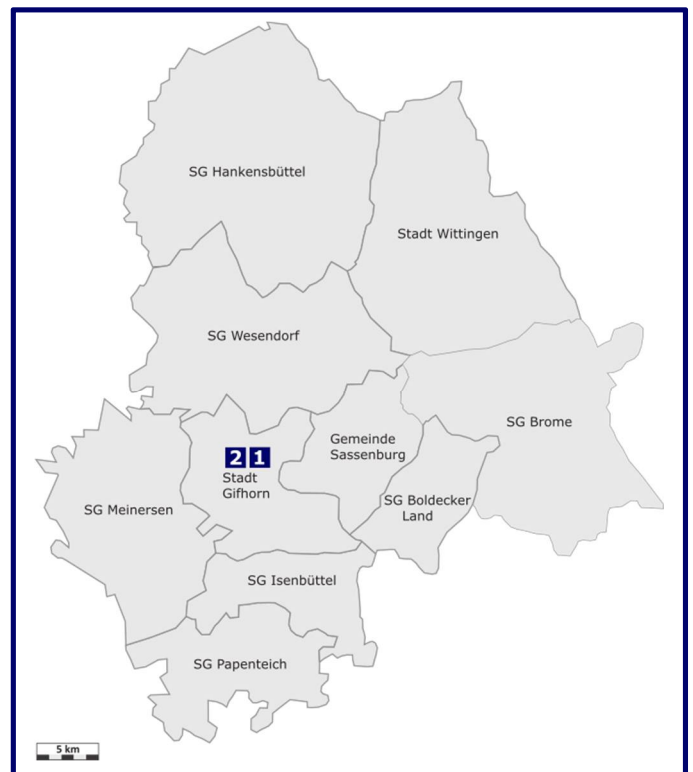 SG Hankensbüttel
Stadt Wittingen
SG Wesendorf
SG Brome
Gemeinde
Sassenburg
2 1
Stadt
Gifhorn
SG Boldecker
Land
SG Meinersen
SG Isenbüttel
SG Papenteich
5 km